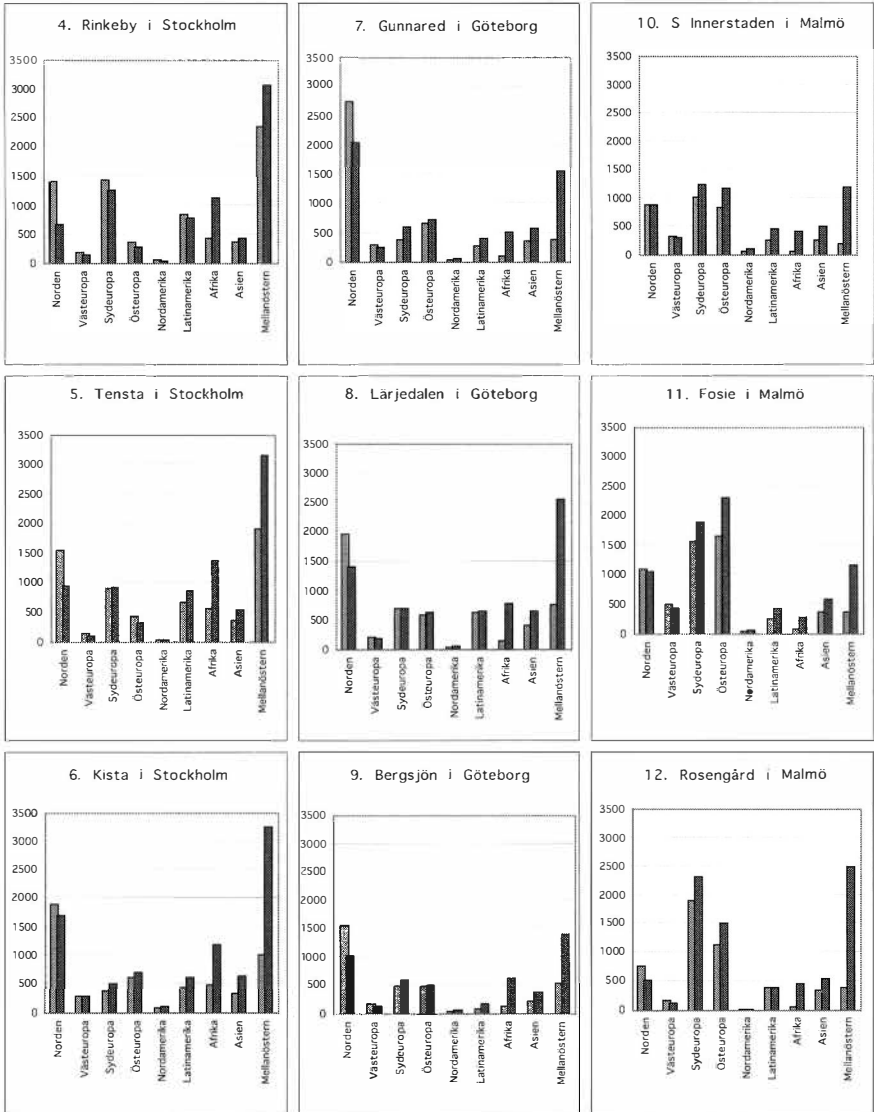 4. Rinkeby i Stockholm
3500
3000
2500
2000
1500
1000
500
0
Norden
Västeuropa
Sydeuropa
Östeuropa
Nordamerika
Latinamerika
Afrika
Asien
Mellanöstern
7. Gunnared i Göteborg
3500
3000
2500
2000
1500
1000
500
0
Norden
Västeuropa
Sydeuropa
Östeuropa
Nordamerika
Latinamerika
Afrika
Asien
Mellanöstern
10. S Innerstaden i Malmö
3500
3000
2500
2000
1500
1000
500
0
Norden
Västeuropa
Sydeuropa
Östeuropa
Nordamerika
Latinamerika
Afrika
Asien
Mellanöstern
5. Tensta i Stockholm
3500
3000
2500
2000
1500
1000
500
0
Norden
Västeuropa
Sydeuropa
Östeuropa
Nordamerika
Latinamerika
Afrika
Asien
Mellanöstern
8. Lärjedalen i Göteborg
3500
3000
2500
2000
1500
1000
500
0
Norden
Västeuropa
Sydeuropa
Östeuropa
Nordamerika
Latinamerika
Afrika
Asien
Mellanöstern
11. Fosie i Malmö
3500
3000
2500
2000
1500
1000
500
0
Norden
Västeuropa
Sydeuropa
Östeuropa
Nordamerika
Latinamerika
Afrika
Asien
Mellanöstern
6. Kista i Stockholm
3500
3000
2500
2000
1500
1000
500
0
Norden
Västeuropa
Sydeuropa
Östeuropa
Nordamerika
Latinamerika
Afrika
Asien
Mellanöstern
9. Bergsjön i Göteborg
3500
3000
2500
2000
1500
1000
500
0
Norden
Västeuropa
Sydeuropa
Östeuropa
Nordamerika
Latinamerika
Afrika
Asien
Mellanöstern
12. Rosengård i Malmö
3500
3000
2500
2000
1500
1000
500
0
Norden
Västeuropa
Sydeuropa
Östeuropa
Nordamerika
Latinamerika
Afrika
Asien
Mellanöstern